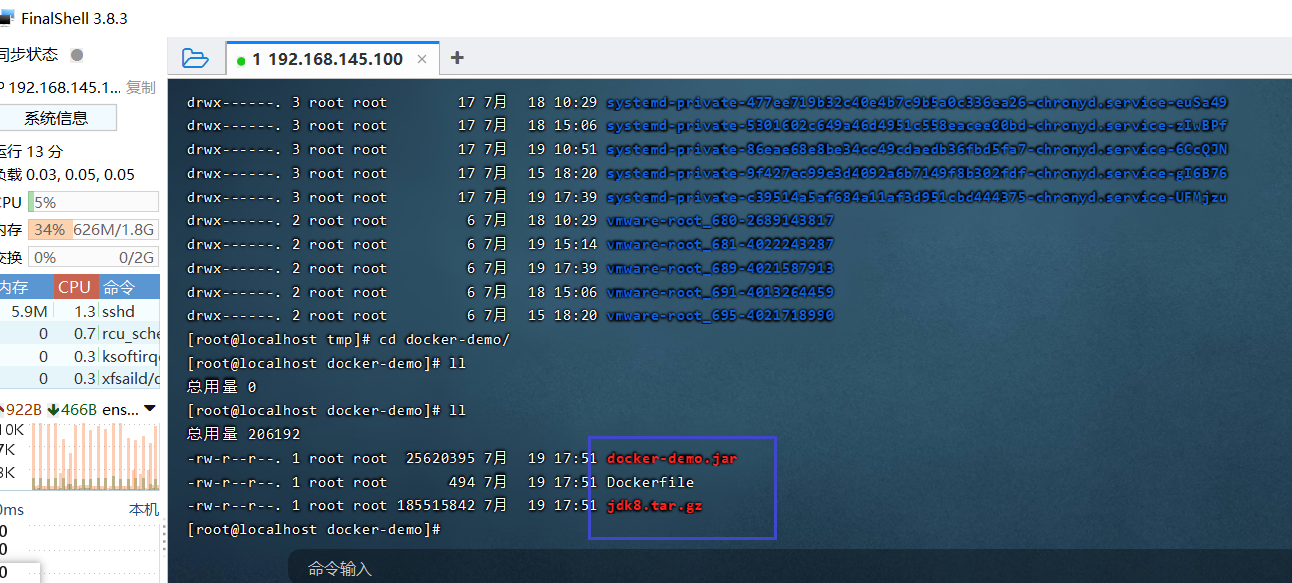 FinalShell 3.8.3
同步状态
1 192.168.145.100 × +
P 192.168.145.1... 复制
系统信息
运行 13 分
负载 0.03, 0.05, 0.05
CPU 5%
内存 34% 626M/1.8G
交换 0% 0/2G
内存 CPU 命令
5.9M 1.3 sshd
0 0.7 rcu_sche
0 0.3 ksoftirq
0 0.3 xfsaild/d
922B 466B ens...
10K
7K
3K
0ms 本机
0
0
0
drwx------. 3 root root 17 7月 18 10:29 systemd-private-477ee719b32c40e4b7c9b5a0c336ea26-chronyd.service-euSa49
drwx------. 3 root root 17 7月 18 15:06 systemd-private-5301602c649a46d4951c558eacee00bd-chronyd.service-zIwBPf
drwx------. 3 root root 17 7月 19 10:51 systemd-private-86eae68e8be34cc49cdaedb36fbd5fa7-chronyd.service-6CcQJN
drwx------. 3 root root 17 7月 15 18:20 systemd-private-9f427ec99e3d4092a6b7149f8b302fdf-chronyd.service-gI6B76
drwx------. 3 root root 17 7月 19 17:39 systemd-private-c39514a5af684a11af3d951cbd444375-chronyd.service-UEMjzu
drwx------. 2 root root 6 7月 18 10:29 vmware-root_680-2689143817
drwx------. 2 root root 6 7月 19 15:14 vmware-root_681-4022243287
drwx------. 2 root root 6 7月 19 17:39 vmware-root_689-4021587913
drwx------. 2 root root 6 7月 18 15:06 vmware-root_691-4013264459
drwx------. 2 root root 6 7月 15 18:20 vmware-root_695-4021718990
[root@localhost tmp]# cd docker-demo/
[root@localhost docker-demo]# ll
总用量 0
[root@localhost docker-demo]# ll
总用量 206192
-rw-r--r--. 1 root root 25620395 7月 19 17:51 docker-demo.jar
-rw-r--r--. 1 root root 494 7月 19 17:51 Dockerfile
-rw-r--r--. 1 root root 185515842 7月 19 17:51 jdk8.tar.gz
[root@localhost docker-demo]#
命令输入